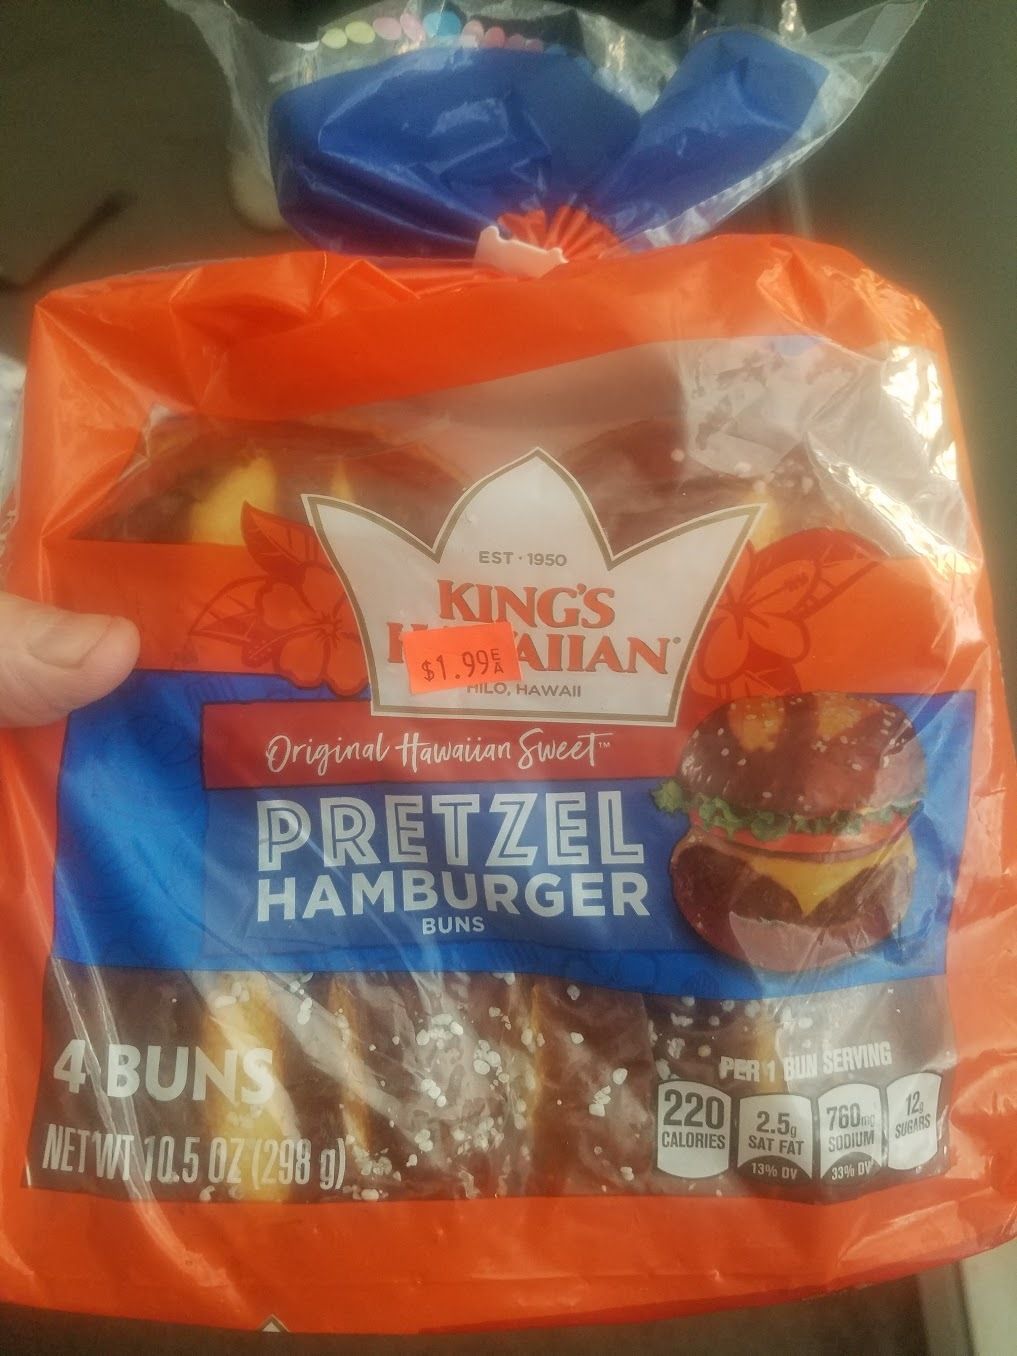 EST · 1950
KING'S
HAWAIIAN®
$1.99 EA
HILO, HAWAII
Original Hawaiian Sweet™
PRETZEL
HAMBURGER
BUNS
4 BUNS
NET WT 10.5 OZ (298 g)
PER 1 BUN SERVING
220 CALORIES
2.5g SAT FAT 13% DV
760mg SODIUM 33% DV
12g SUGARS